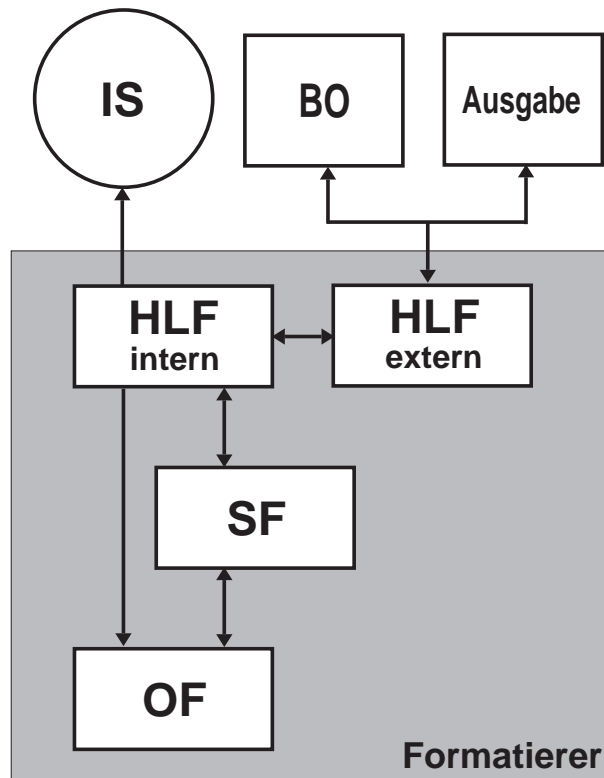 IS
BO
Ausgabe
HLF
intern
HLF
extern
SF
OF
Formatierer